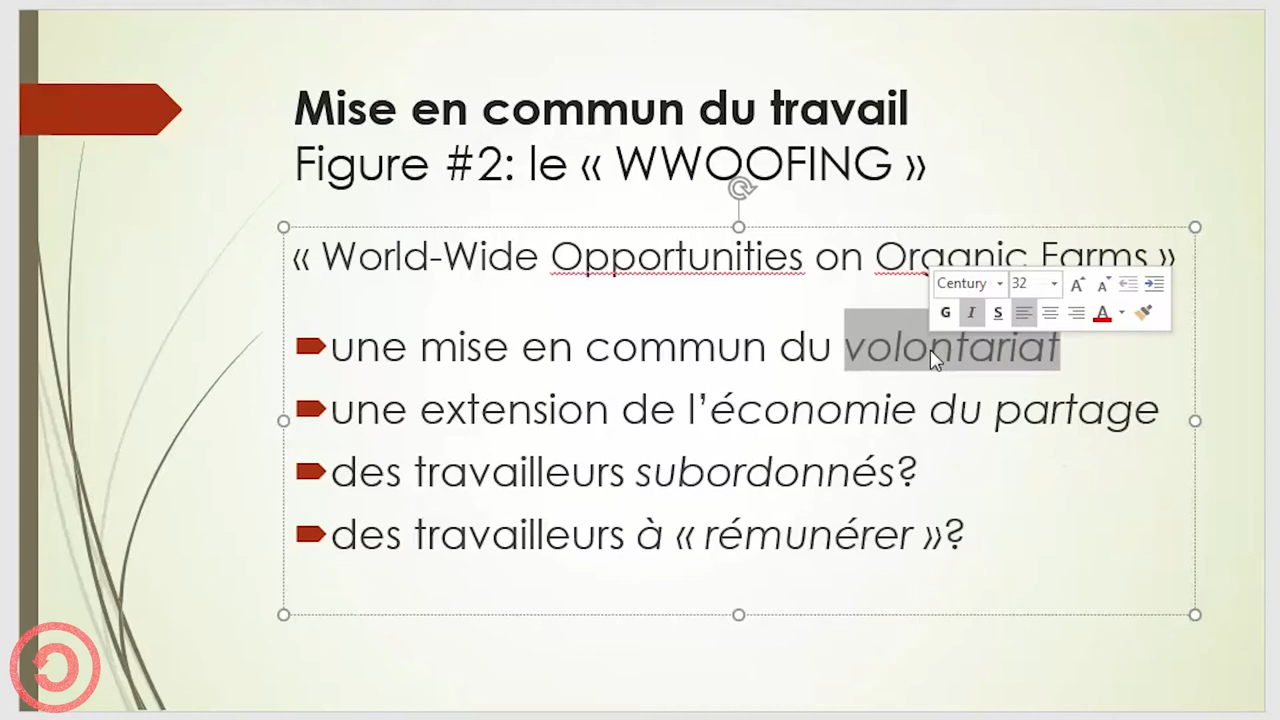 Mise en commun du travail
Figure #2: le « WWOOFING »
« World-Wide Opportunities on Organic Farms »
Century 32
G I S A
une mise en commun du volontariat
une extension de l’économie du partage
des travailleurs subordonnés?
des travailleurs à « rémunérer »?